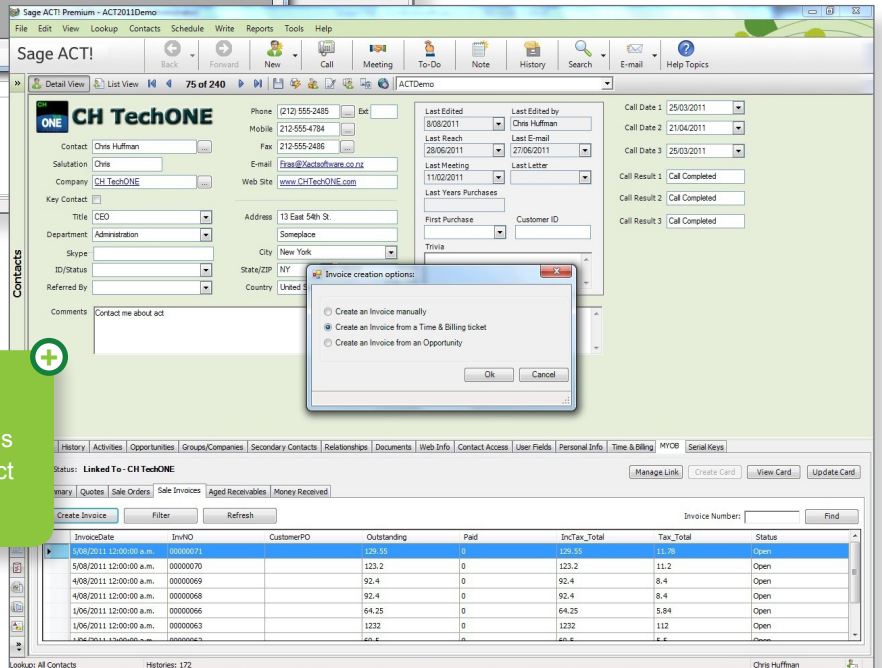 Sage ACT! Premium - ACT2011Demo
File Edit View Lookup Contacts Schedule Write Reports Tools Help
Sage ACT!
Back Forward New Call Meeting To-Do Note History Search E-mail Help Topics
Detail View List View 75 of 240 ACTDemo
CH
ONE
CH TechONE
Contact Chris Huffman
Salutation Chris
Company CH TechONE
Key Contact
Title CEO
Department Administration
Skype
ID/Status
Referred By
Phone (212) 555-2485 Ext
Mobile 212-555-4784
Fax 212-555-2486
E-mail Fras@Xactsoftware.co.nz
Web Site www.CHTechONE.com
Address 13 East 54th St.
Someplace
City New York
State/ZIP NY
Country United S
Last Edited Last Edited by
8/08/2011 Chris Huffman
Last Reach Last E-mail
28/06/2011 27/06/2011
Last Meeting Last Letter
11/02/2011
Last Years Purchases
First Purchase Customer ID
Trivia
Call Date 1 25/03/2011
Call Date 2 21/04/2011
Call Date 3 25/03/2011
Call Result 1 Call Completed
Call Result 2 Call Completed
Call Result 3 Call Completed
Contacts
Comments Contact me about act
Invoice creation options:
Create an Invoice manually
Create an Invoice from a Time & Billing ticket
Create an Invoice from an Opportunity
Ok Cancel
s
ct
History Activities Opportunities Groups/Companies Secondary Contacts Relationships Documents Web Info Contact Access User Fields Personal Info Time & Billing MYOB Serial Keys
Status: Linked To - CH TechONE
Manage Link Create Card View Card Update Card
mary Quotes Sale Orders Sale Invoices Aged Receivables Money Received
Create Invoice Filter Refresh Invoice Number: Find
InvoiceDate InvNO CustomerPO Outstanding Paid IncTax_Total Tax_Total Status
5/08/2011 12:00:00 a.m. 00000071 129.55 0 129.55 11.78 Open
5/08/2011 12:00:00 a.m. 00000070 123.2 0 123.2 11.2 Open
4/08/2011 12:00:00 a.m. 00000069 92.4 0 92.4 8.4 Open
4/08/2011 12:00:00 a.m. 00000068 92.4 0 92.4 8.4 Open
1/06/2011 12:00:00 a.m. 00000066 64.25 0 64.25 5.84 Open
1/06/2011 12:00:00 a.m. 00000063 1232 0 1232 112 Open
Lookup: All Contacts Histories: 172 Chris Huffman